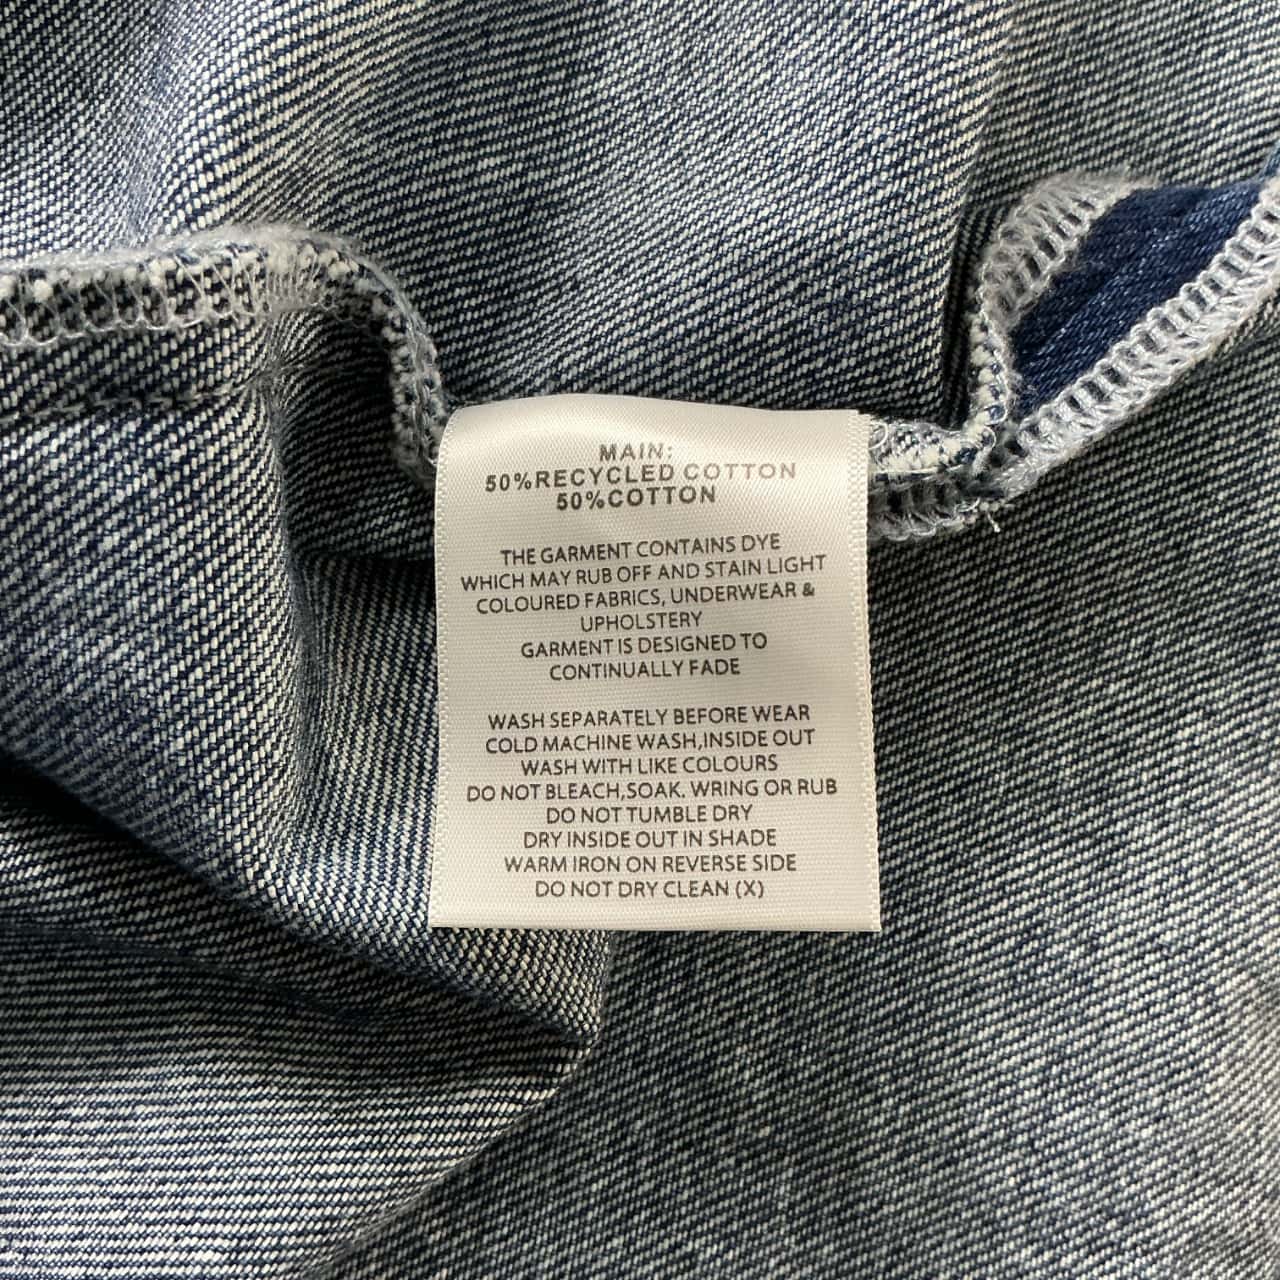 MAIN:
50%RECYCLED COTTON
50%COTTON
THE GARMENT CONTAINS DYE
WHICH MAY RUB OFF AND STAIN LIGHT
COLOURED FABRICS, UNDERWEAR &
UPHOLSTERY
GARMENT IS DESIGNED TO
CONTINUALLY FADE
WASH SEPARATELY BEFORE WEAR
COLD MACHINE WASH,INSIDE OUT
WASH WITH LIKE COLOURS
DO NOT BLEACH,SOAK. WRING OR RUB
DO NOT TUMBLE DRY
DRY INSIDE OUT IN SHADE
WARM IRON ON REVERSE SIDE
DO NOT DRY CLEAN (X)